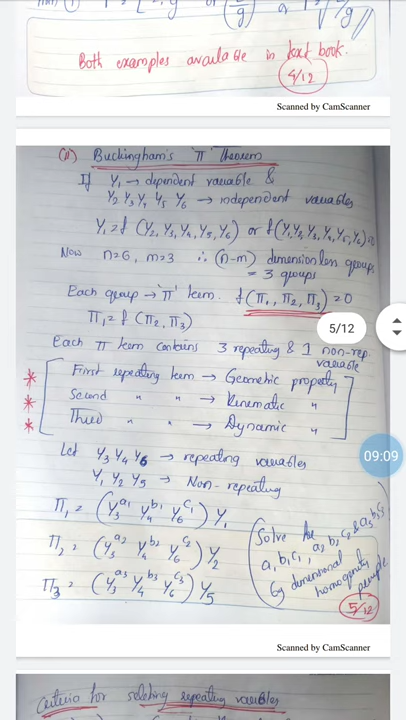 Both examples available in text book.
4/12
Scanned by CamScanner
(11) Buckingham's 'π' Theorem
If Y₁ → dependent variable &
Y₂ Y₃ Y₄ Y₅ Y₆ → independent variables
Y₁ = f (Y₂, Y₃, Y₄, Y₅, Y₆) or f(Y₁, Y₂, Y₃, Y₄, Y₅, Y₆) = 0
Now n=6, m=3 ∴ (n-m) dimensionless groups
= 3 groups
Each group → 'π' term. f(π₁, π₂, π₃) = 0
π₁ = f (π₂, π₃)
5/12
Each π term contains 3 repeating & 1 non-rep. variable
* First repeating term → Geometric property
* Second " " → Kinematic "
* Third " " → Dynamic "
09:09
Let Y₃ Y₄ Y₆ → repeating variables
Y₁ Y₂ Y₅ → Non-repeating
π₁ = (Y₃^a₁ Y₄^b₁ Y₆^c₁) Y₁
π₂ = (Y₃^a₂ Y₄^b₂ Y₆^c₂) Y₂
π₃ = (Y₃^a₃ Y₄^b₃ Y₆^c₃) Y₅
Solve for
a₁ b₁ c₁, a₂ b₂ c₂ & a₃ b₃ c₃
by dimensional
homogeneity
5/12
Scanned by CamScanner
Criteria for selecting repeating variables